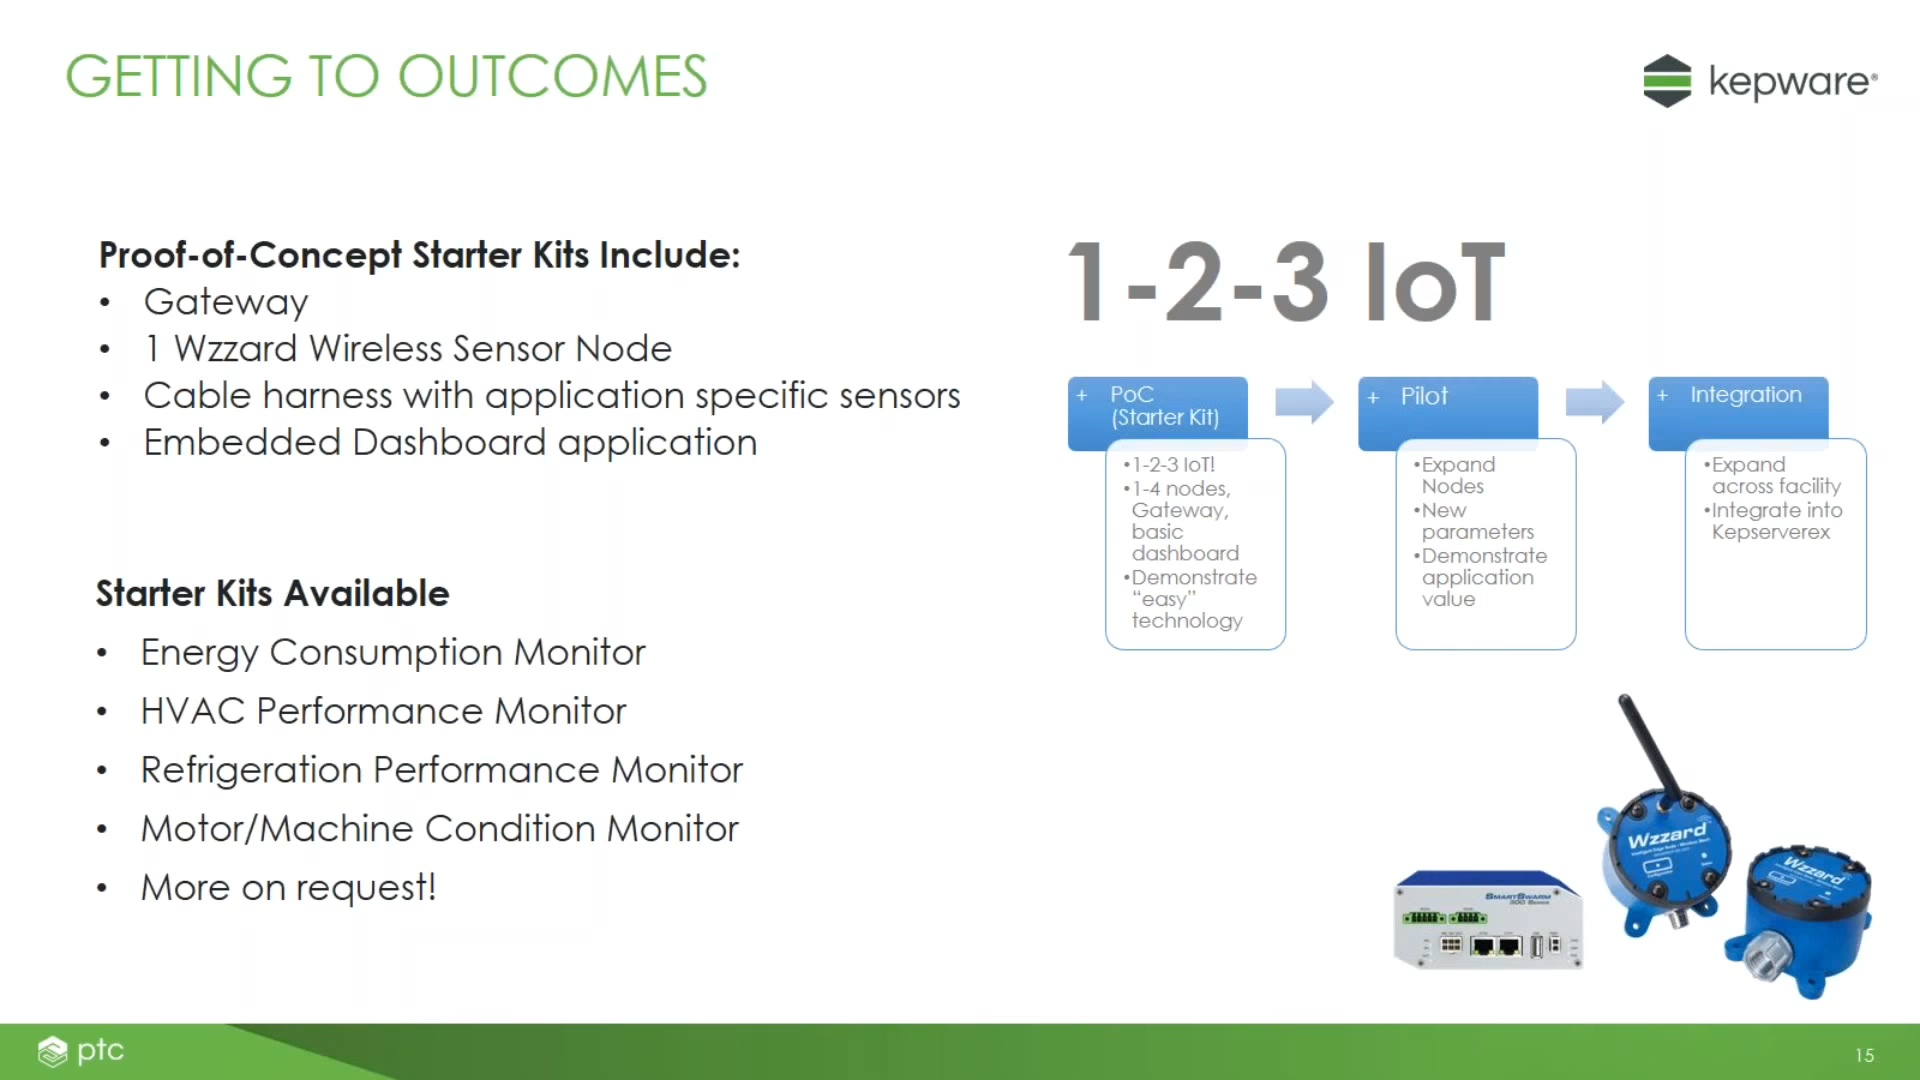 GETTING TO OUTCOMES
kepware®
Proof-of-Concept Starter Kits Include:
• Gateway
• 1 Wzzard Wireless Sensor Node
• Cable harness with application specific sensors
• Embedded Dashboard application
Starter Kits Available
• Energy Consumption Monitor
• HVAC Performance Monitor
• Refrigeration Performance Monitor
• Motor/Machine Condition Monitor
• More on request!
1-2-3 IoT
+ PoC
(Starter Kit)
•1-2-3 IoT!
•1-4 nodes,
Gateway,
basic
dashboard
•Demonstrate
“easy”
technology
+ Pilot
•Expand
Nodes
•New
parameters
•Demonstrate
application
value
+ Integration
•Expand
across facility
•Integrate into
Kepserverex
Wzzard
Wzzard
SmartSwarm
500 Series
ptc
15